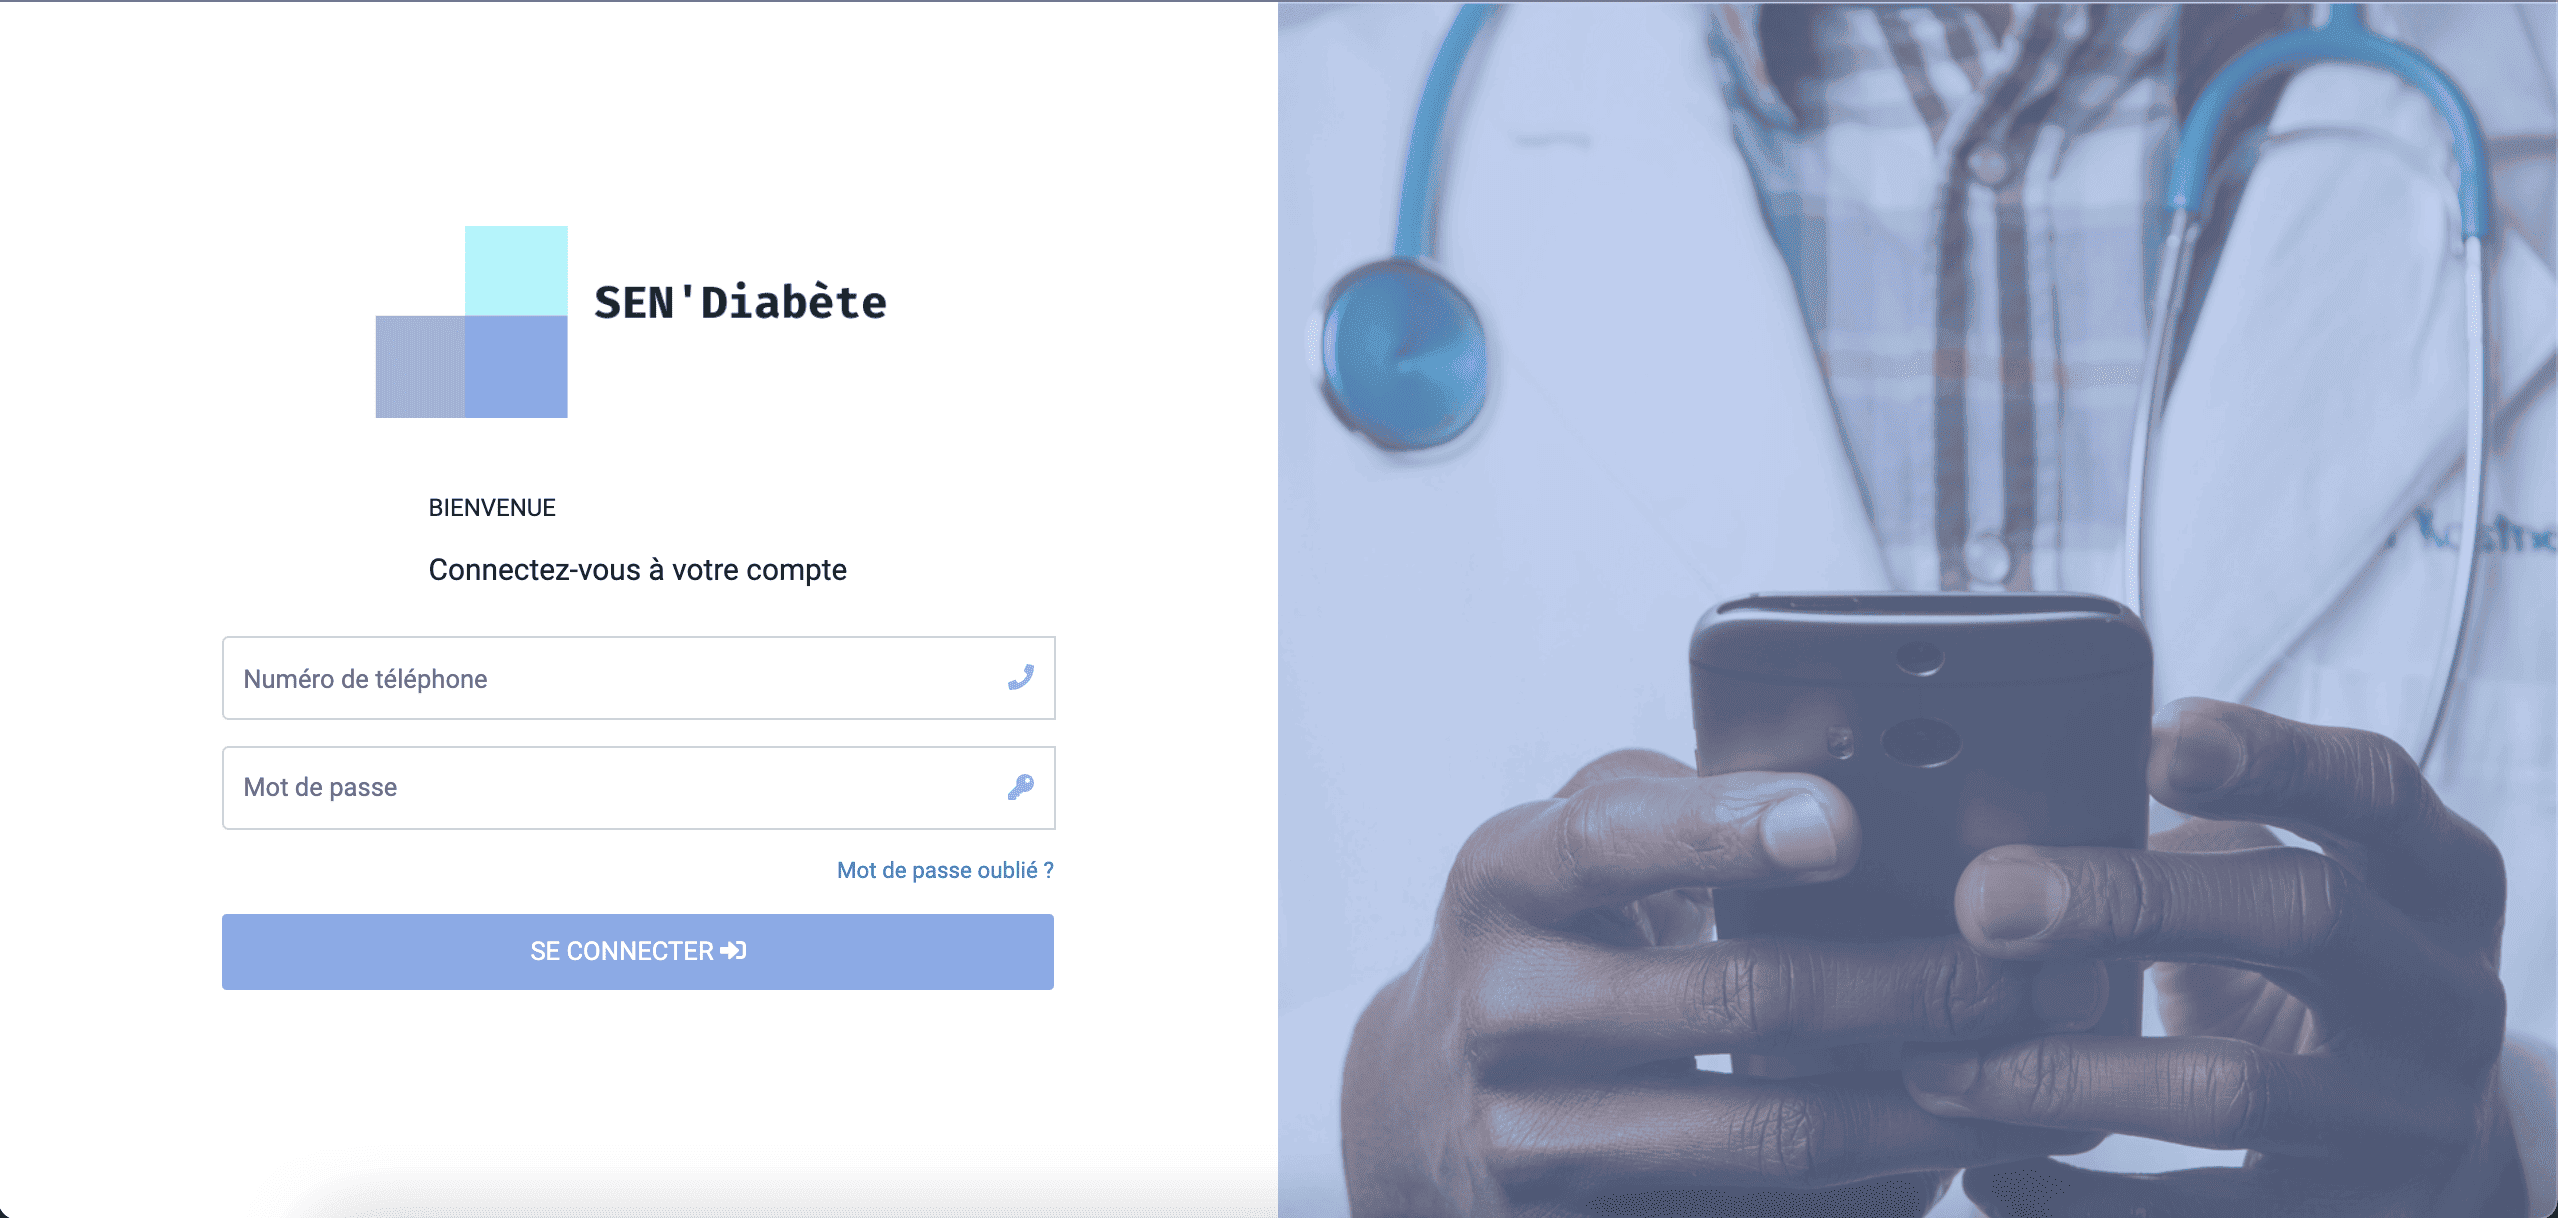 SEN'Diabète
BIENVENUE
Connectez-vous à votre compte
Numéro de téléphone
Mot de passe
Mot de passe oublié ?
SE CONNECTER